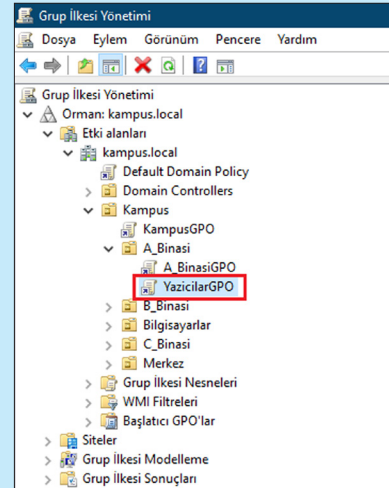 Grup İlkesi Yönetimi
Dosya Eylem Görünüm Pencere Yardım
Grup İlkesi Yönetimi
Orman: kampus.local
Etki alanları
kampus.local
Default Domain Policy
Domain Controllers
Kampus
KampusGPO
A_Binasi
A_BinasiGPO
YazicilarGPO
B_Binasi
Bilgisayarlar
C_Binasi
Merkez
Grup İlkesi Nesneleri
WMI Filtreleri
Başlatıcı GPO'lar
Siteler
Grup İlkesi Modelleme
Grup İlkesi Sonuçları